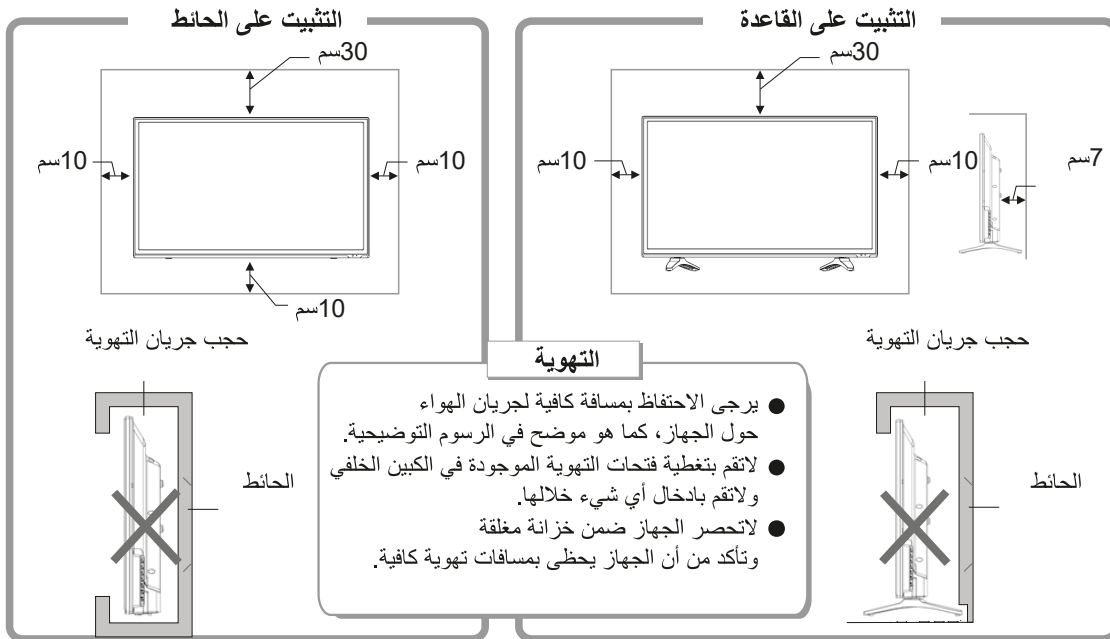 التثبيت على القاعدة
30سم
10سم
10سم
7سم
حجب جريان التهوية
الحائط
التثبيت على الحائط
30سم
10سم
10سم
10سم
حجب جريان التهوية
الحائط
التهوية
● يرجى الاحتفاظ بمسافة كافية لجريان الهواء
حول الجهاز، كما هو موضح في الرسوم التوضيحية.
● لاتقم بتغطية فتحات التهوية الموجودة في الكبين الخلفي
ولاتقم بادخال أي شيء خلالها.
● لاتحصر الجهاز ضمن خزانة مغلقة
وتأكد من أن الجهاز يحظى بمسافات تهوية كافية.